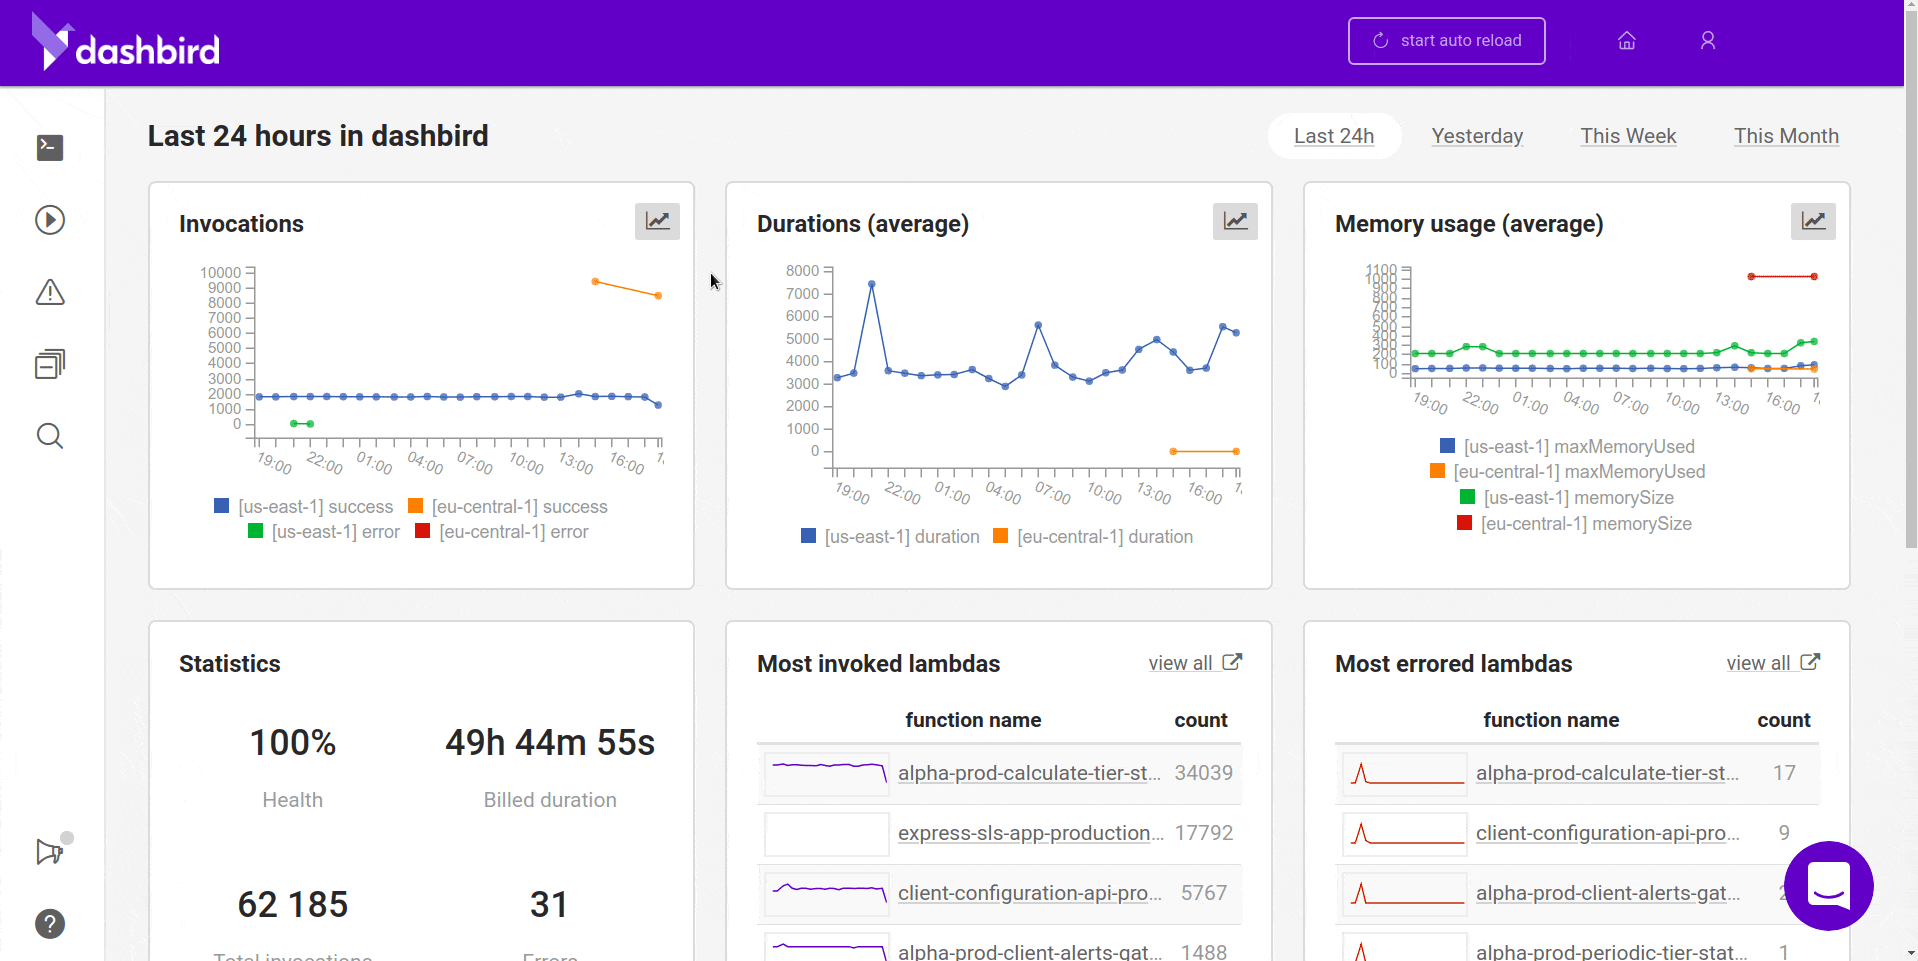 dashbird
start auto reload
Last 24 hours in dashbird
Last 24h
Yesterday
This Week
This Month
Invocations
10000
9000
8000
7000
6000
5000
4000
3000
2000
1000
0
19:00 22:00 01:00 04:00 07:00 10:00 13:00 16:00
[us-east-1] success [eu-central-1] success
[us-east-1] error [eu-central-1] error
Durations (average)
8000
7000
6000
5000
4000
3000
2000
1000
0
19:00 22:00 01:00 04:00 07:00 10:00 13:00 16:00
[us-east-1] duration [eu-central-1] duration
Memory usage (average)
1100
1000
900
800
700
600
500
400
300
200
100
0
19:00 22:00 01:00 04:00 07:00 10:00 13:00 16:00
[us-east-1] maxMemoryUsed
[eu-central-1] maxMemoryUsed
[us-east-1] memorySize
[eu-central-1] memorySize
Statistics
100% 49h 44m 55s
Health Billed duration
62 185 31
Total invocations Errors
Most invoked lambdas view all
function name count
alpha-prod-calculate-tier-st... 34039
express-sls-app-production... 17792
client-configuration-api-pro... 5767
alpha-prod-client-alerts-gat... 1488
Most errored lambdas view all
function name count
alpha-prod-calculate-tier-st... 17
client-configuration-api-pro... 9
alpha-prod-client-alerts-gat...
alpha-prod-periodic-tier-stat... 1